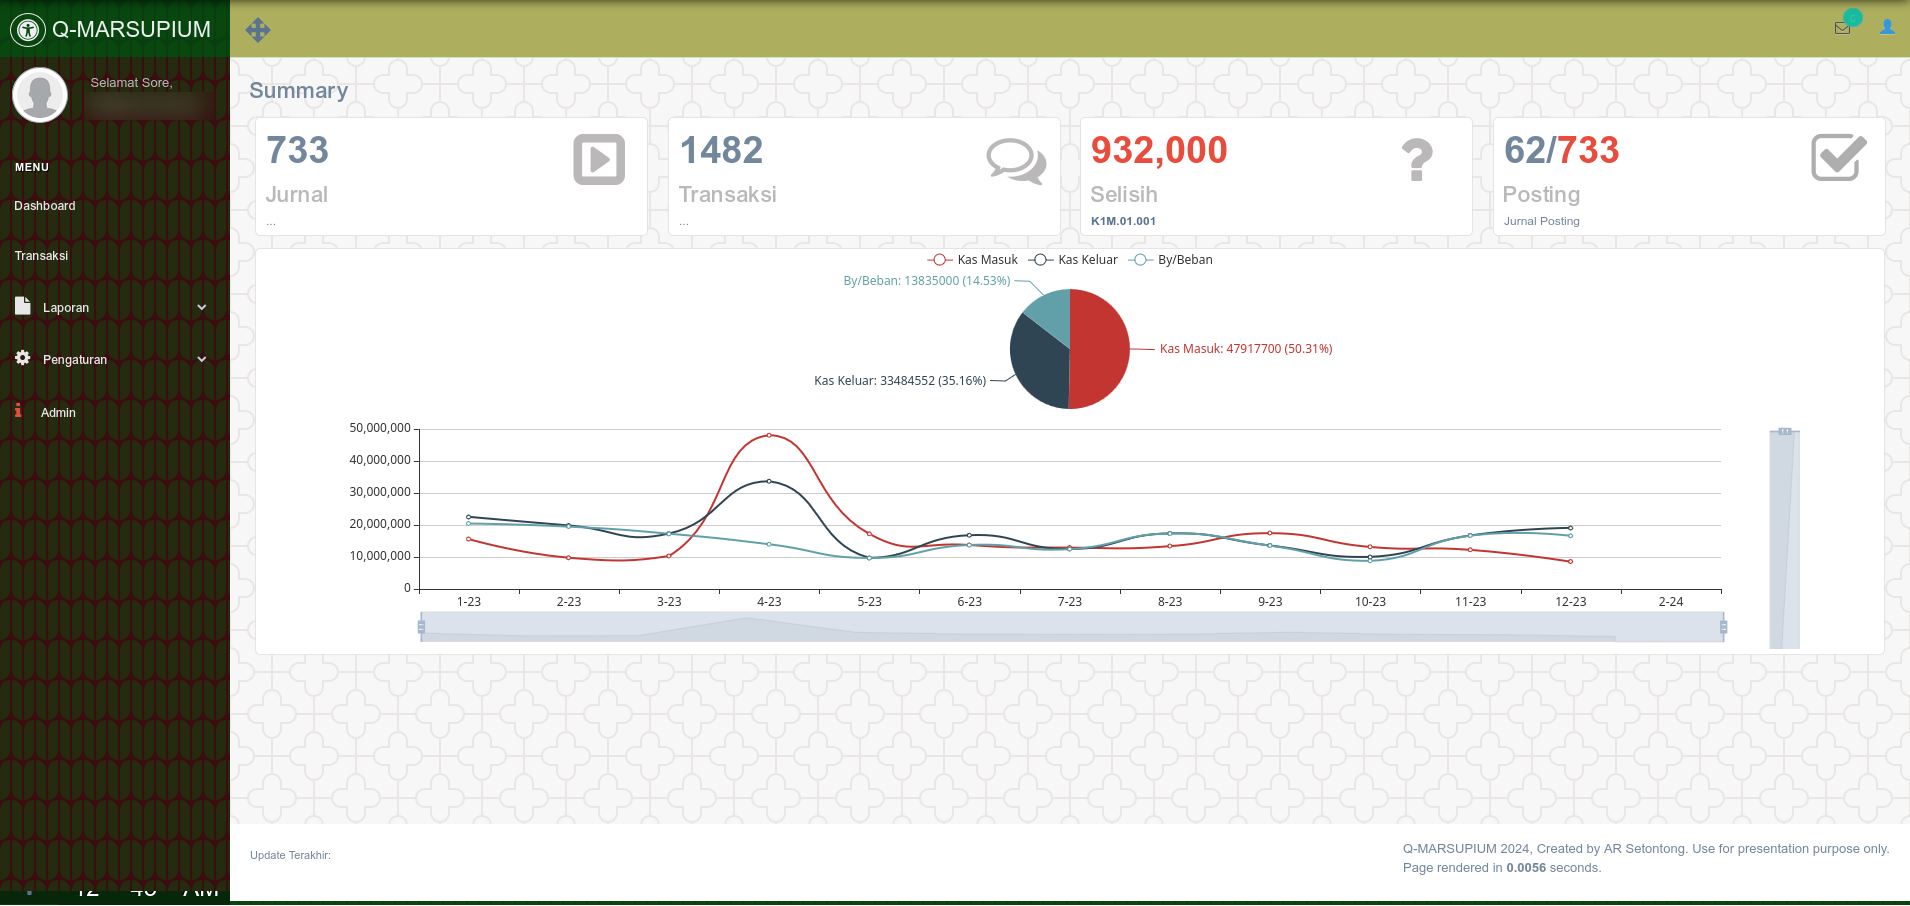 Q-MARSUPIUM
Selamat Sore,
MENU
Dashboard
Transaksi
Laporan
Pengaturan
Admin
Summary
733
Jurnal
...
1482
Transaksi
...
932,000
Selisih
K1M.01.001
62/733
Posting
Jurnal Posting
Kas Masuk Kas Keluar By/Beban
By/Beban: 13835000 (14.53%)
Kas Masuk: 47917700 (50.31%)
Kas Keluar: 33484552 (35.16%)
50,000,000
40,000,000
30,000,000
20,000,000
10,000,000
0
1-23 2-23 3-23 4-23 5-23 6-23 7-23 8-23 9-23 10-23 11-23 12-23 2-24
Update Terakhir:
Q-MARSUPIUM 2024, Created by AR Setontong. Use for presentation purpose only.
Page rendered in 0.0056 seconds.